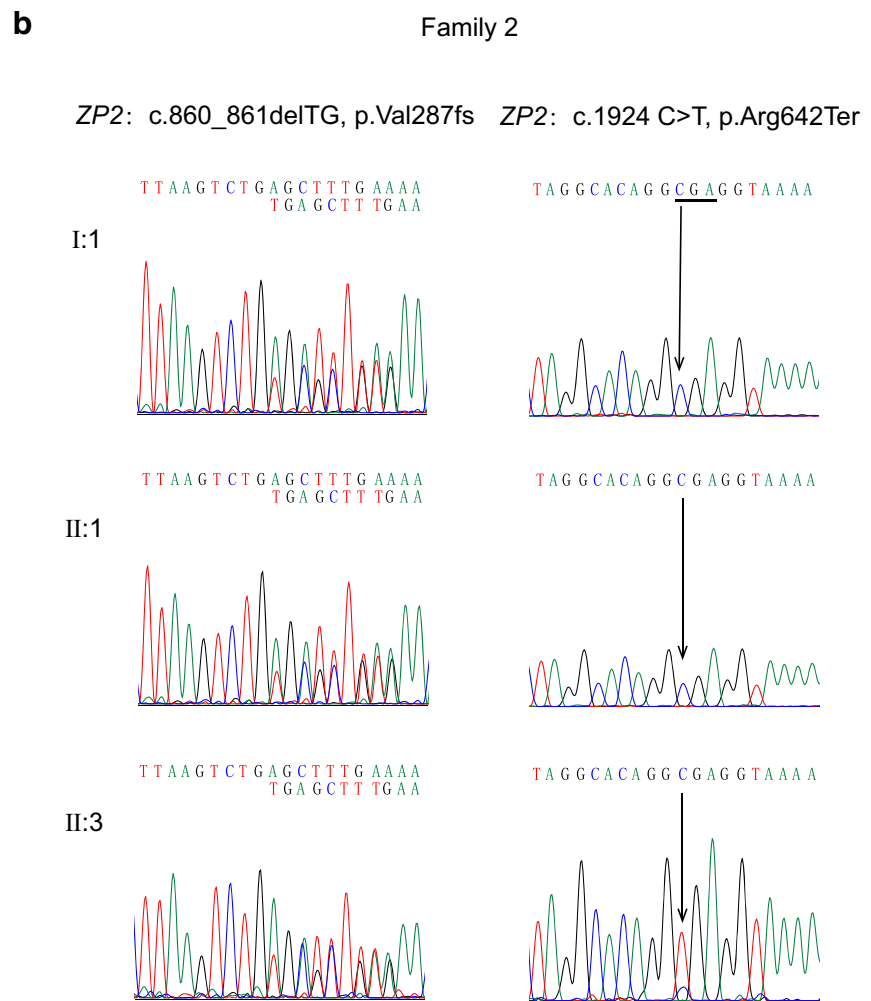 b
Family 2
ZP2: c.860_861delTG, p.Val287fs
ZP2: c.1924 C>T, p.Arg642Ter
I:1
TTAAGTCTGAGCTTTGAAAA
TGAGCTTTGAA
TAGGCACAGGCGAGGTAAAA
II:1
TTAAGTCTGAGCTTTGAAAA
TGAGCTTTGAA
TAGGCACAGGCGAGGTAAAA
II:3
TTAAGTCTGAGCTTTGAAAA
TGAGCTTTGAA
TAGGCACAGGCGAGGTAAAA